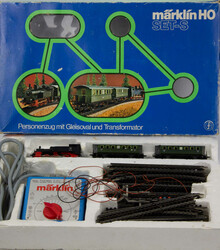 märklin HO
SET-S
Personenzug mit Gleisoval und Transformator
märklin